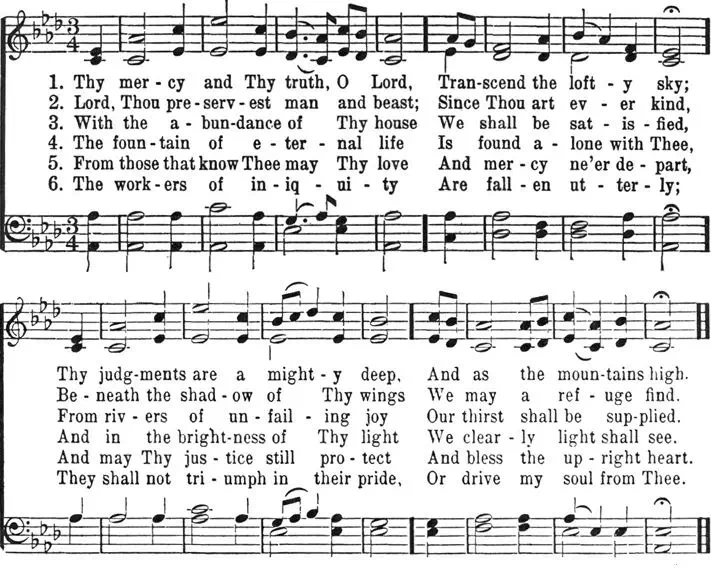 3
4
1. Thy mer - cy and Thy truth, O Lord, Tran-scend the loft - y sky;
2. Lord, Thou pre - serv - est man and beast; Since Thou art ev - er kind,
3. With the a - bun-dance of Thy house We shall be sat - is - fied,
4. The foun - tain of e - ter - nal life Is found a - lone with Thee,
5. From those that know Thee may Thy love And mer - cy ne'er de - part,
6. The work - ers of in - iq - ui - ty Are fall - en ut - ter - ly;
3
4
Thy judg-ments are a might - y deep, And as the moun-tains high.
Be - neath the shad - ow of Thy wings We may a ref - uge find.
From riv - ers of un - fail - ing joy Our thirst shall be sup-plied.
And in the bright-ness of Thy light We clear - ly light shall see.
And may Thy jus - tice still pro - tect And bless the up - right heart.
They shall not tri - umph in their pride, Or drive my soul from Thee.